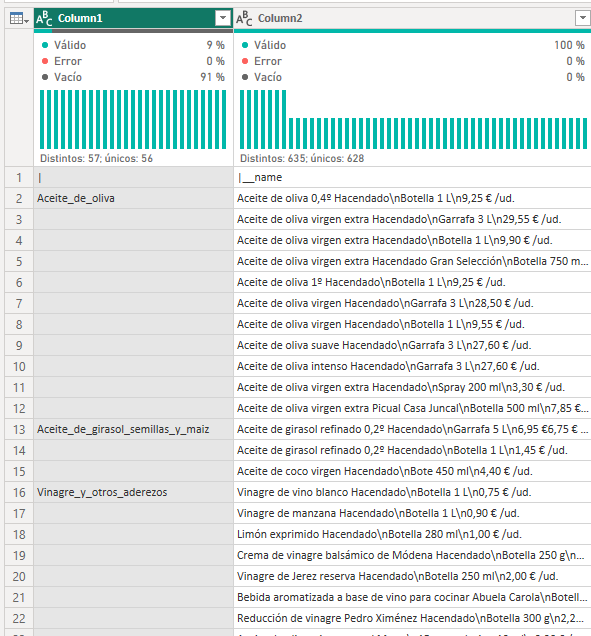 ABC Column1 ABC Column2
Válido 9 % Válido 100 %
Error 0 % Error 0 %
Vacío 91 % Vacío 0 %
Distintos: 57; únicos: 56 Distintos: 635; únicos: 628
1 | |__name
2 Aceite_de_oliva Aceite de oliva 0,4º Hacendado\nBotella 1 L\n9,25 € /ud.
3 Aceite de oliva virgen extra Hacendado\nGarrafa 3 L\n29,55 € /ud.
4 Aceite de oliva virgen extra Hacendado\nBotella 1 L\n9,90 € /ud.
5 Aceite de oliva virgen extra Hacendado Gran Selección\nBotella 750 m...
6 Aceite de oliva 1º Hacendado\nBotella 1 L\n9,25 € /ud.
7 Aceite de oliva virgen Hacendado\nGarrafa 3 L\n28,50 € /ud.
8 Aceite de oliva virgen Hacendado\nBotella 1 L\n9,55 € /ud.
9 Aceite de oliva suave Hacendado\nGarrafa 3 L\n27,60 € /ud.
10 Aceite de oliva intenso Hacendado\nGarrafa 3 L\n27,60 € /ud.
11 Aceite de oliva virgen extra Hacendado\nSpray 200 ml\n3,30 € /ud.
12 Aceite de oliva virgen extra Picual Casa Juncal\nBotella 500 ml\n7,85 €...
13 Aceite_de_girasol_semillas_y_maiz Aceite de girasol refinado 0,2º Hacendado\nGarrafa 5 L\n6,95 €6,75 € ...
14 Aceite de girasol refinado 0,2º Hacendado\nBotella 1 L\n1,45 € /ud.
15 Aceite de coco virgen Hacendado\nBote 450 ml\n4,40 € /ud.
16 Vinagre_y_otros_aderezos Vinagre de vino blanco Hacendado\nBotella 1 L\n0,75 € /ud.
17 Vinagre de manzana Hacendado\nBotella 1 L\n0,90 € /ud.
18 Limón exprimido Hacendado\nBotella 280 ml\n1,00 € /ud.
19 Crema de vinagre balsámico de Módena Hacendado\nBotella 250 g\n...
20 Vinagre de Jerez reserva Hacendado\nBotella 250 ml\n2,00 € /ud.
21 Bebida aromatizada a base de vino para cocinar Abuela Carola\nBotell...
22 Reducción de vinagre Pedro Ximénez Hacendado\nBotella 300 g\n2,2...